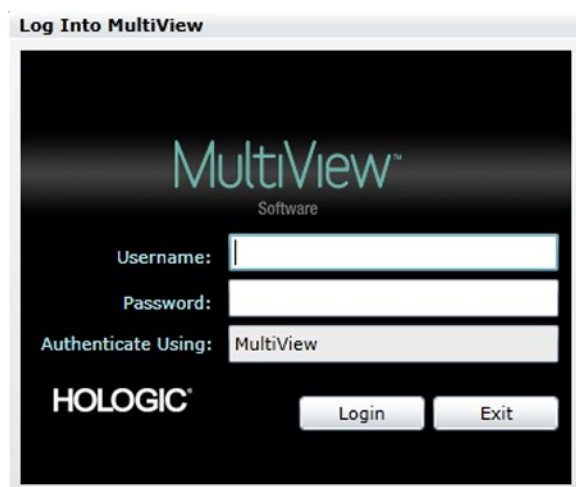 Log Into MultiView
MultiView™
Software
Username:
Password:
Authenticate Using: MultiView
HOLOGIC®
Login Exit